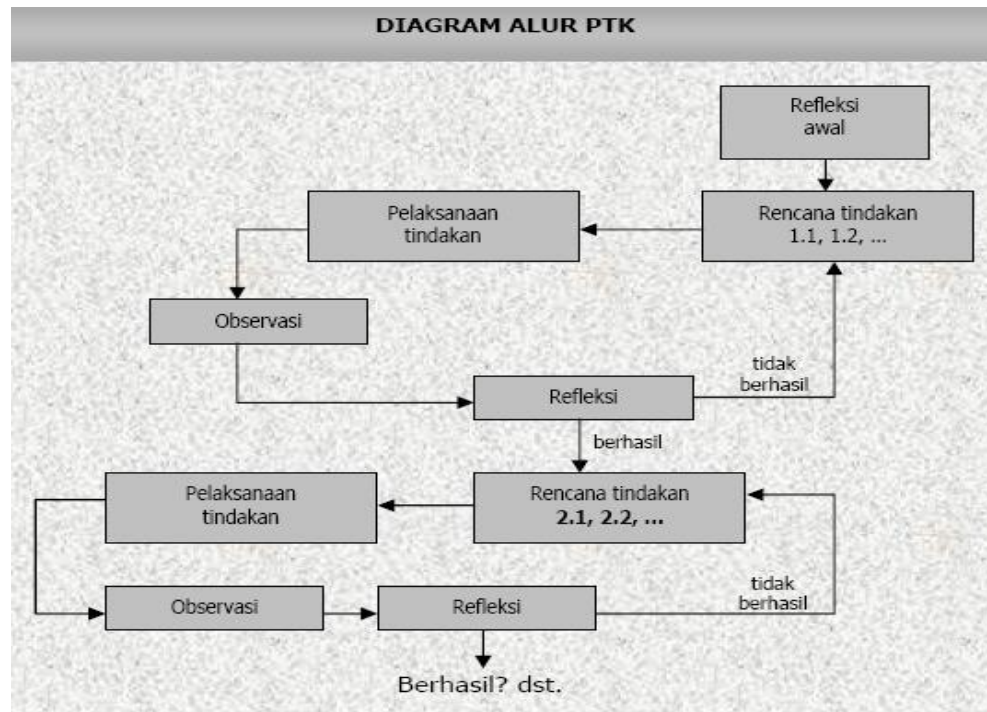 DIAGRAM ALUR PTK
Refleksi
awal
Rencana tindakan
1.1, 1.2, ...
Pelaksanaan
tindakan
Observasi
Refleksi
tidak
berhasil
berhasil
Rencana tindakan
2.1, 2.2, ...
Pelaksanaan
tindakan
Observasi
Refleksi
tidak
berhasil
Berhasil? dst.